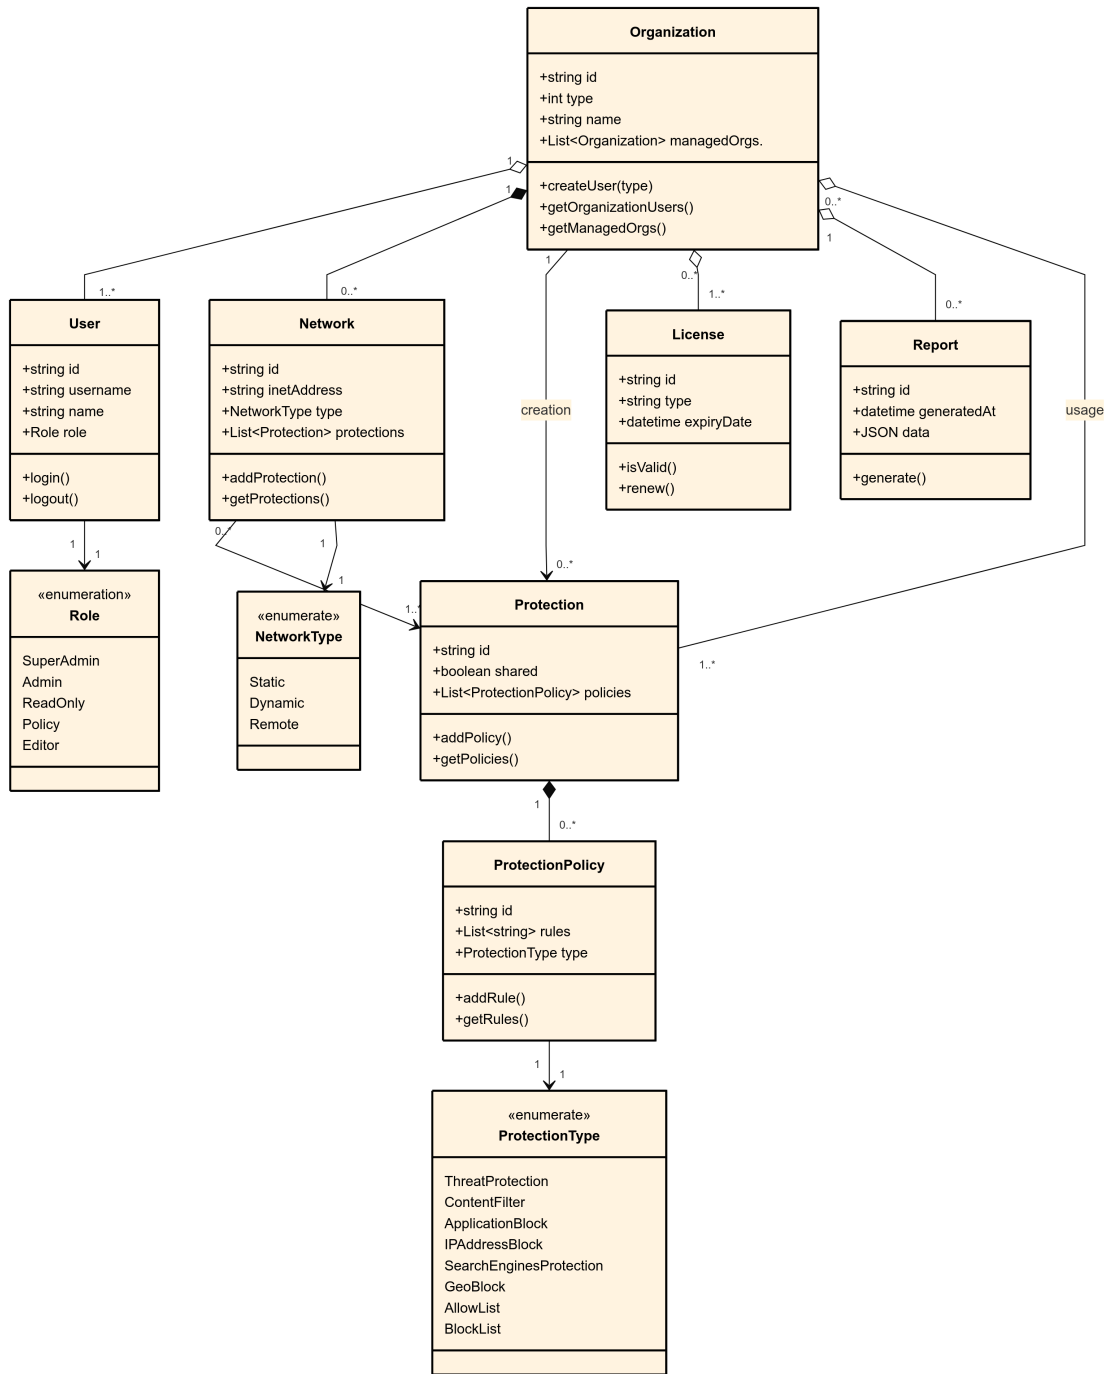 Organization
+string id
+int type
+string name
+List<Organization> managedOrgs.
+createUser(type)
+getOrganizationUsers()
+getManagedOrgs()
1
1
0..*
1
1
0..*
1..*
0..*
1..*
0..*
User
+string id
+string username
+string name
+Role role
+login()
+logout()
Network
+string id
+string inetAddress
+NetworkType type
+List<Protection> protections
+addProtection()
+getProtections()
License
+string id
+string type
+datetime expiryDate
+isValid()
+renew()
Report
+string id
+datetime generatedAt
+JSON data
+generate()
creation
usage
1
1
0..*
1
1
1..*
0..*
1..*
«enumeration»
Role
SuperAdmin
Admin
ReadOnly
Policy
Editor
«enumerate»
NetworkType
Static
Dynamic
Remote
Protection
+string id
+boolean shared
+List<ProtectionPolicy> policies
+addPolicy()
+getPolicies()
1
0..*
ProtectionPolicy
+string id
+List<string> rules
+ProtectionType type
+addRule()
+getRules()
1
1
«enumerate»
ProtectionType
ThreatProtection
ContentFilter
ApplicationBlock
IPAddressBlock
SearchEnginesProtection
GeoBlock
AllowList
BlockList